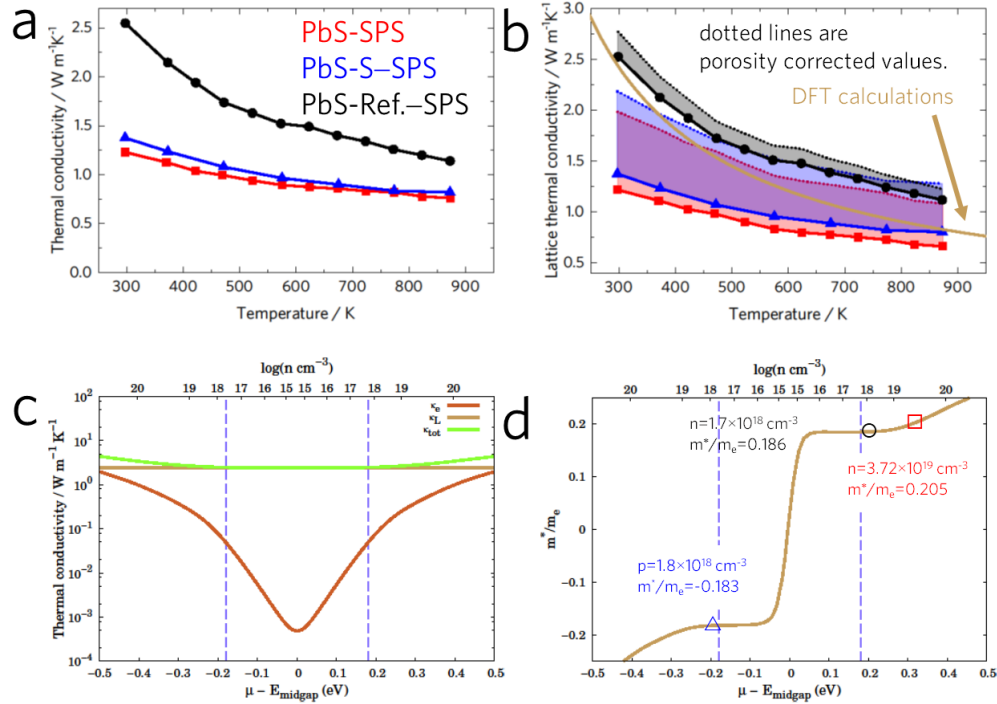 a
Thermal conductivity / W m⁻¹K⁻¹
2.5
2.0
1.5
1.0
0.5
0.0
PbS-SPS
PbS-S–SPS
PbS-Ref.–SPS
300 400 500 600 700 800 900
Temperature / K
b
Lattice thermal conductivity / W m⁻¹K⁻¹
3.0
2.5
2.0
1.5
1.0
0.5
dotted lines are
porosity corrected values.
DFT calculations
300 400 500 600 700 800 900
Temperature / K
c
log(n cm⁻³)
20 19 18 17 16 15 14 15 16 17 18 19 20
Thermal conductivity / W m⁻¹ K⁻¹
10²
10¹
10⁰
10⁻¹
10⁻²
10⁻³
10⁻⁴
κe
κL
κtot
−0.5 −0.4 −0.3 −0.2 −0.1 0 0.1 0.2 0.3 0.4 0.5
μ − Emidgap (eV)
d
log(n cm⁻³)
20 19 18 17 16 15 15 16 17 18 19 20
m*/me
0.2
0.1
0
−0.1
−0.2
n=1.7×10¹⁸ cm⁻³
m*/me=0.186
n=3.72×10¹⁹ cm⁻³
m*/me=0.205
p=1.8×10¹⁸ cm⁻³
m*/me=-0.183
−0.5 −0.4 −0.3 −0.2 −0.1 0 0.1 0.2 0.3 0.4 0.5
μ − Emidgap (eV)